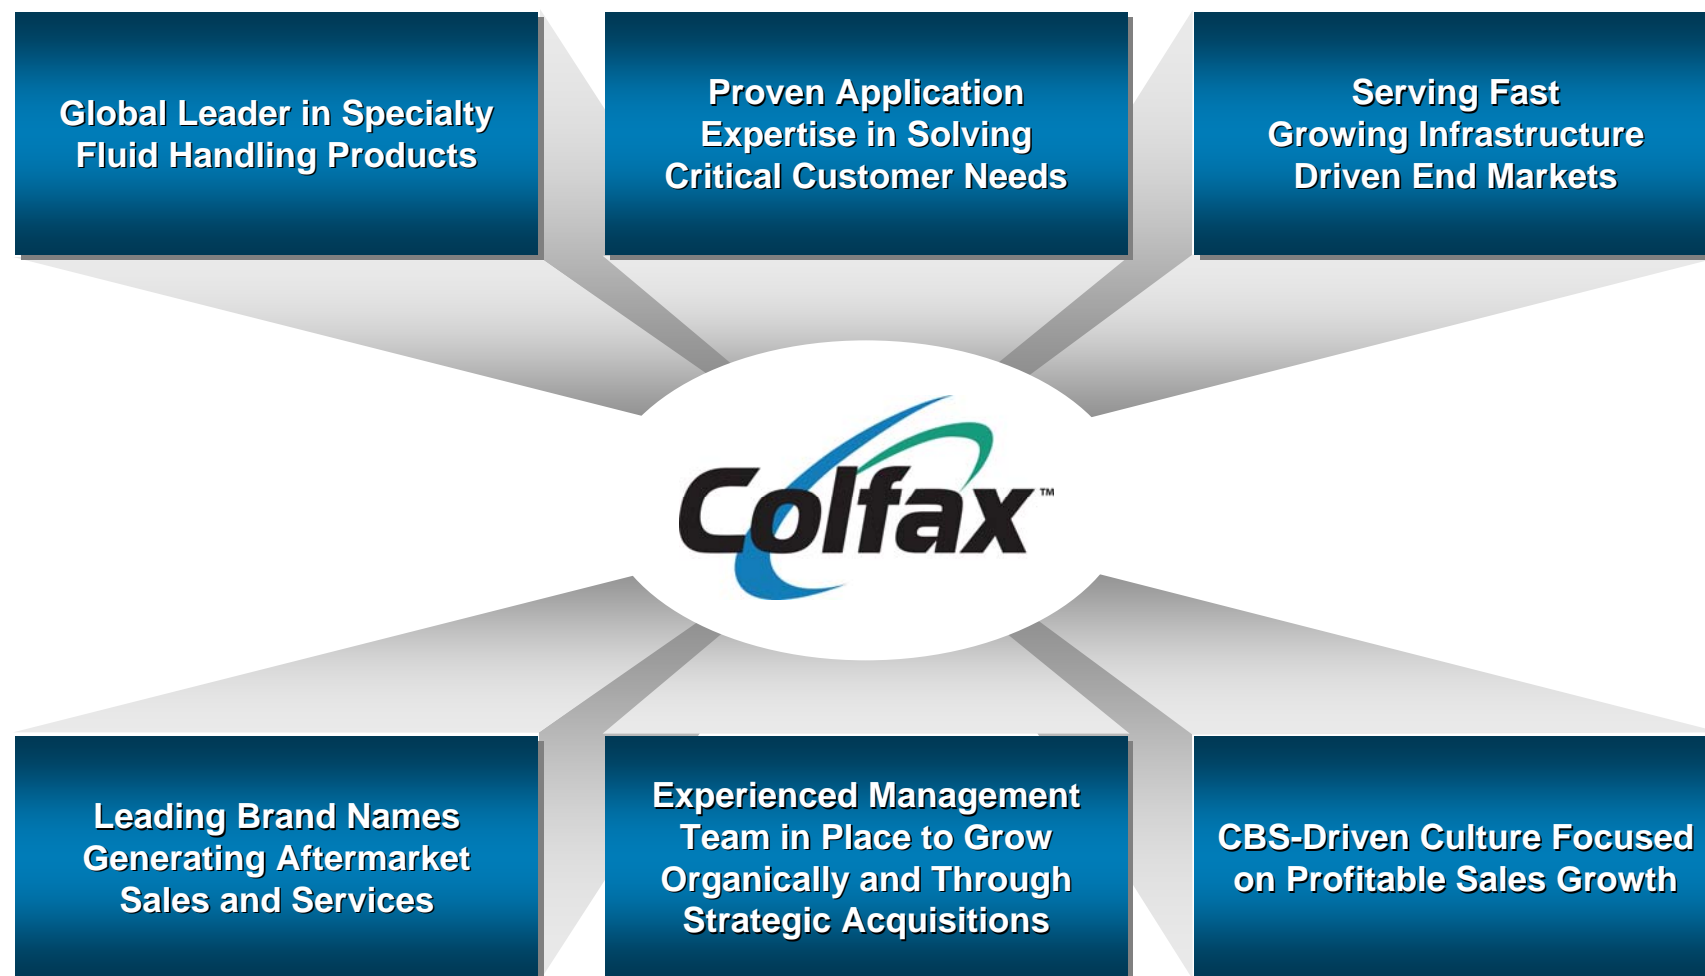 Global Leader in Specialty
Fluid Handling Products
Proven Application
Expertise in Solving
Critical Customer Needs
Serving Fast
Growing Infrastructure
Driven End Markets
Colfax™
Leading Brand Names
Generating Aftermarket
Sales and Services
Experienced Management
Team in Place to Grow
Organically and Through
Strategic Acquisitions
CBS-Driven Culture Focused
on Profitable Sales Growth